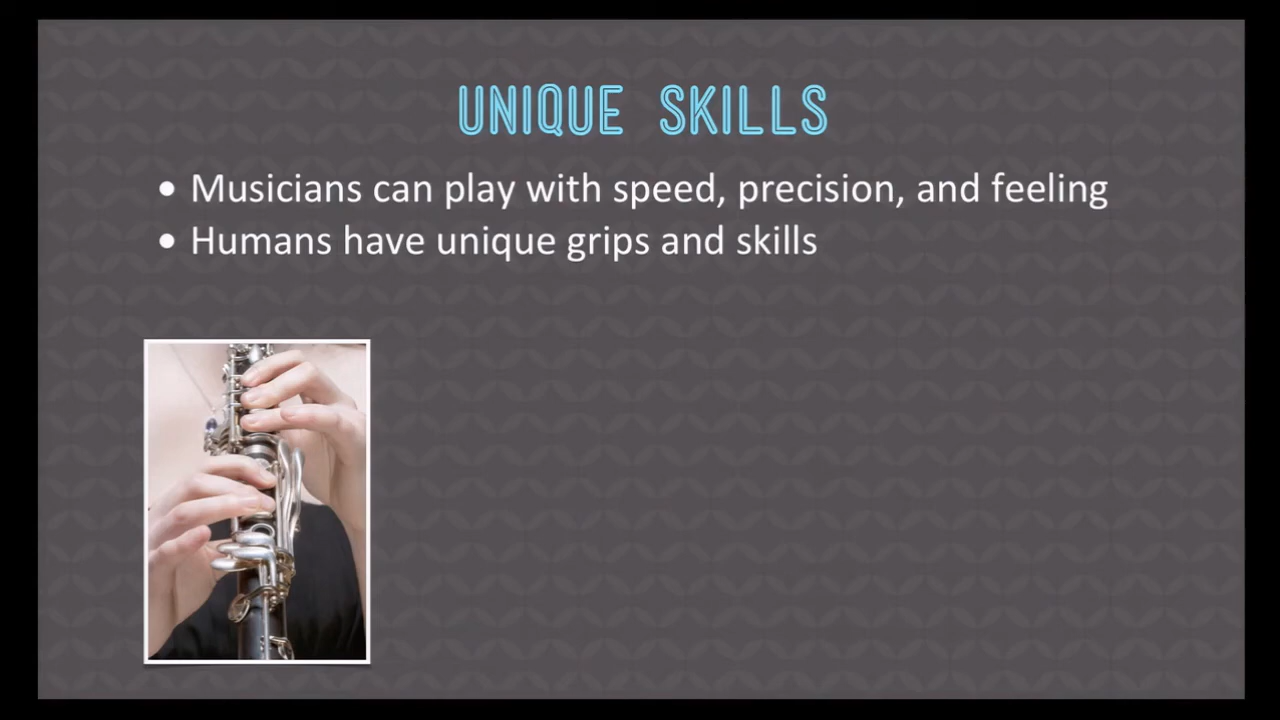 UNIQUE SKILLS
• Musicians can play with speed, precision, and feeling
• Humans have unique grips and skills